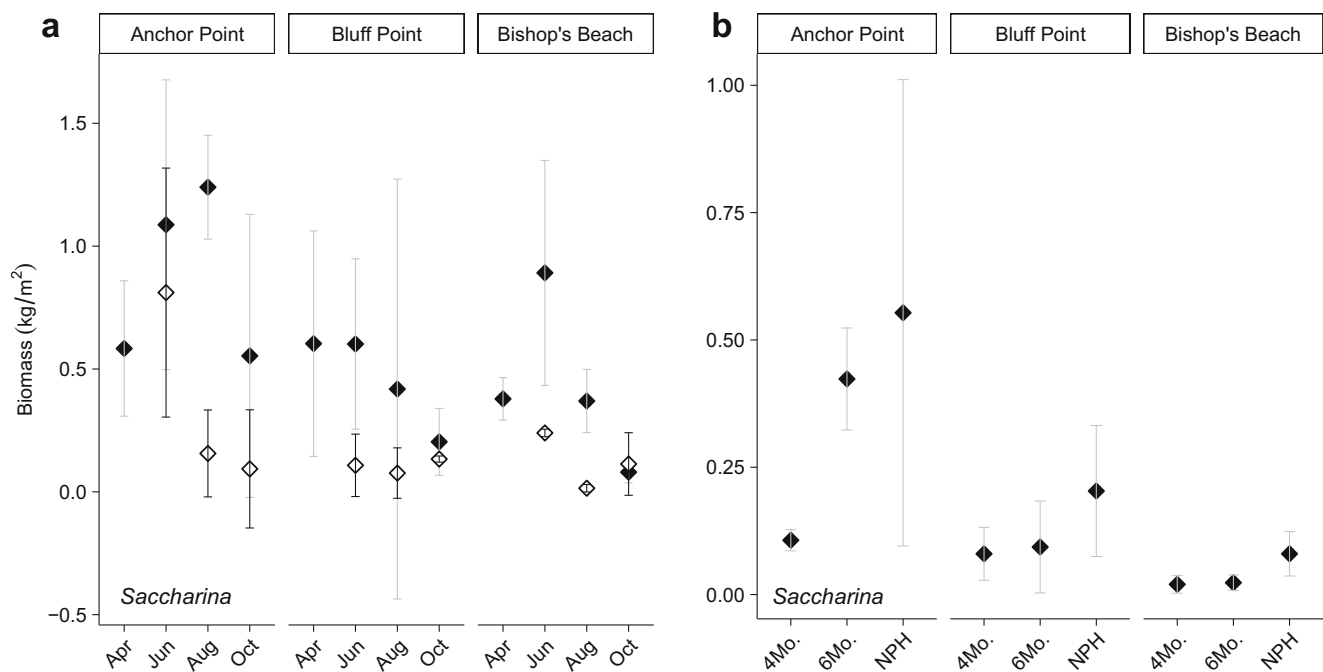 a
Anchor Point
Bluff Point
Bishop's Beach
Biomass (kg/m²)
1.5
1.0
0.5
0.0
−0.5
Saccharina
Apr
Jun
Aug
Oct
Apr
Jun
Aug
Oct
Apr
Jun
Aug
Oct
b
Anchor Point
Bluff Point
Bishop's Beach
1.00
0.75
0.50
0.25
0.00
Saccharina
4Mo.
6Mo.
NPH
4Mo.
6Mo.
NPH
4Mo.
6Mo.
NPH